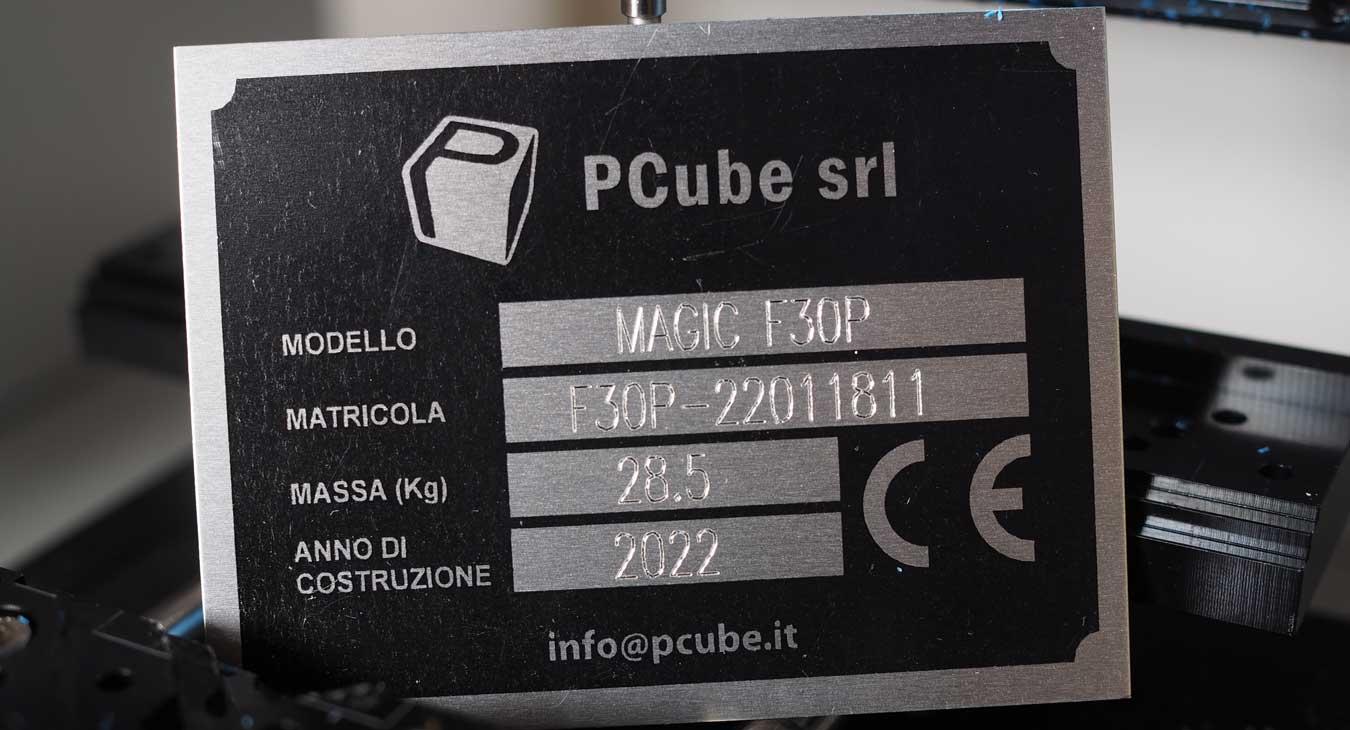 PCube srl
MODELLO MAGIC F30P
MATRICOLA F30P-22011811
MASSA (Kg) 28.5
ANNO DI
COSTRUZIONE 2022
CE
info@pcube.it